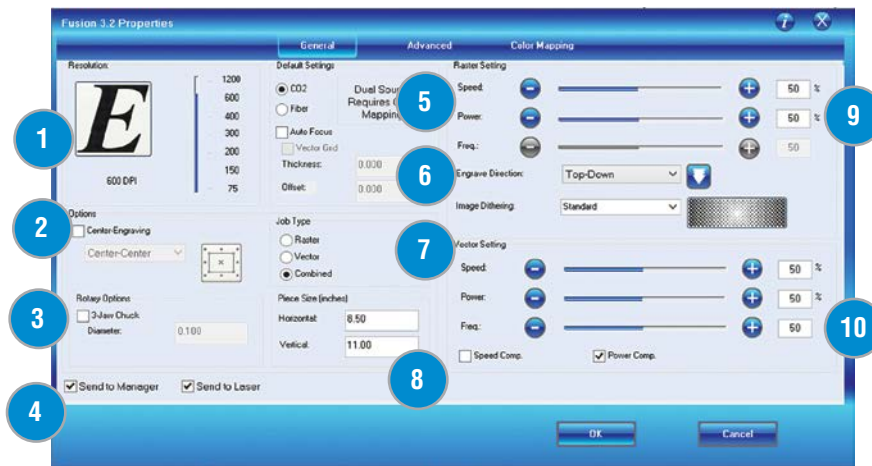 Fusion 3.2 Properties
General Advanced Color Mapping
Resolution:
E
600 DPI
1200
600
400
300
200
150
75
1
Options
2
Center-Engraving
Center-Center
Rotary Options
3
3-Jaw Chuck
Diameter: 0.100
Send to Manager Send to Laser
4
Default Settings
CO2
Fiber
Dual
Requires
Mapping
5
Auto Focus
Vector Grid
Thickness: 0.000
Offset: 0.000
6
Job Type
Raster
Vector
Combined
7
Piece Size (inches)
Horizontal: 8.50
Vertical: 11.00
8
Raster Setting
Speed: 50 %
Power: 50 %
Freq.: 50
9
Engrave Direction: Top-Down
Image Dithering: Standard
Vector Setting
Speed: 50 %
Power: 50 %
Freq.: 50
10
Speed Comp. Power Comp.
OK Cancel